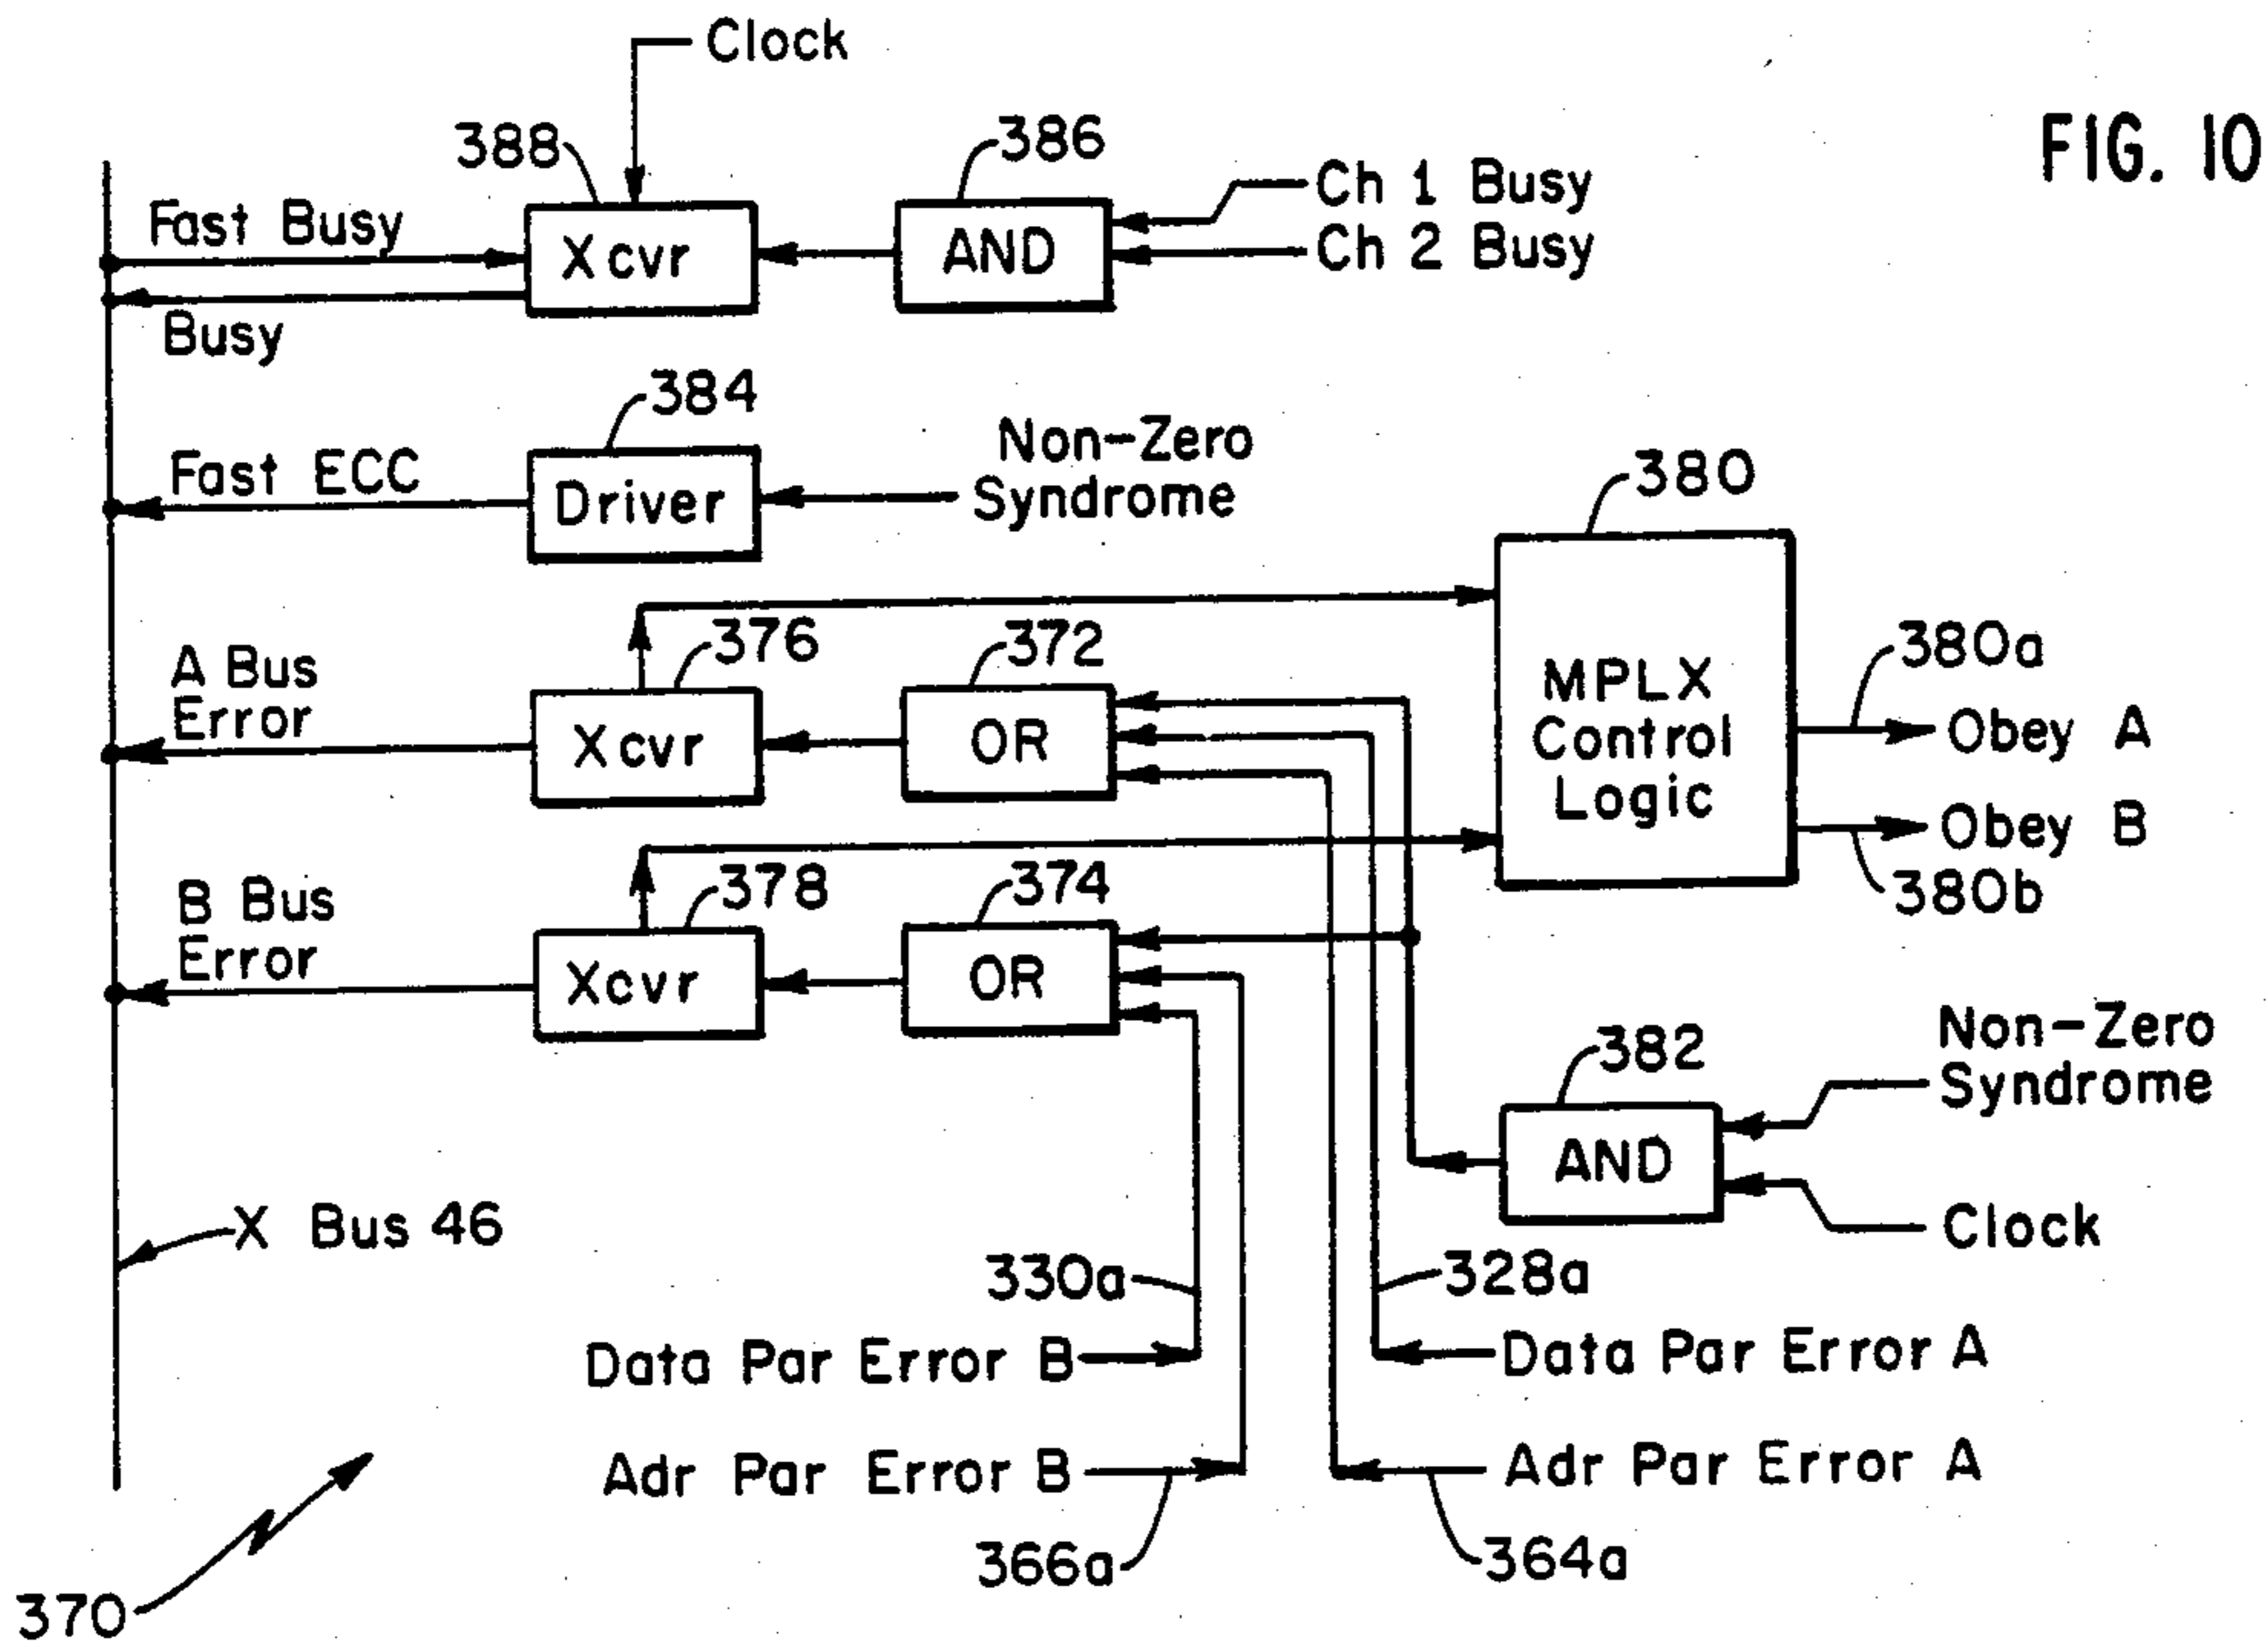 Clock
FIG. 10
388
386
Ch 1 Busy
Fast Busy
Xcvr
AND
Ch 2 Busy
Busy
384
Non-Zero
Syndrome
Fast ECC
Driver
380
376
372
380a
A Bus
Error
Xcvr
OR
MPLX
Control
Logic
Obey A
Obey B
378
374
380b
B Bus
Error
Xcvr
OR
Non-Zero
Syndrome
382
AND
Clock
X Bus 46
330a
328a
Data Par Error B
Data Par Error A
Adr Par Error B
Adr Par Error A
366a
364a
370